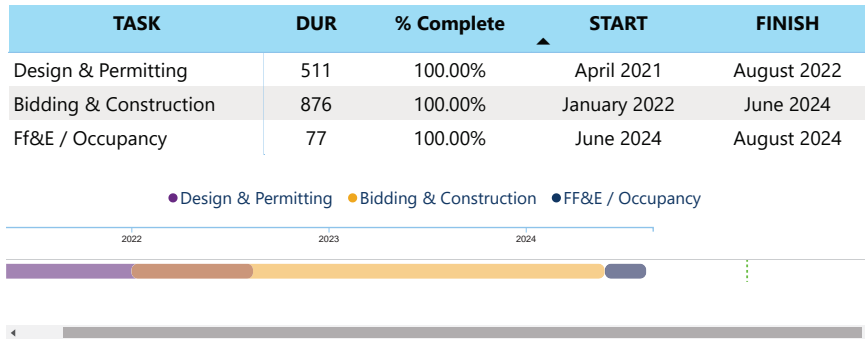 TASK DUR % Complete START FINISH
Design & Permitting 511 100.00% April 2021 August 2022
Bidding & Construction 876 100.00% January 2022 June 2024
Ff&E / Occupancy 77 100.00% June 2024 August 2024
Design & Permitting Bidding & Construction FF&E / Occupancy
2022 2023 2024